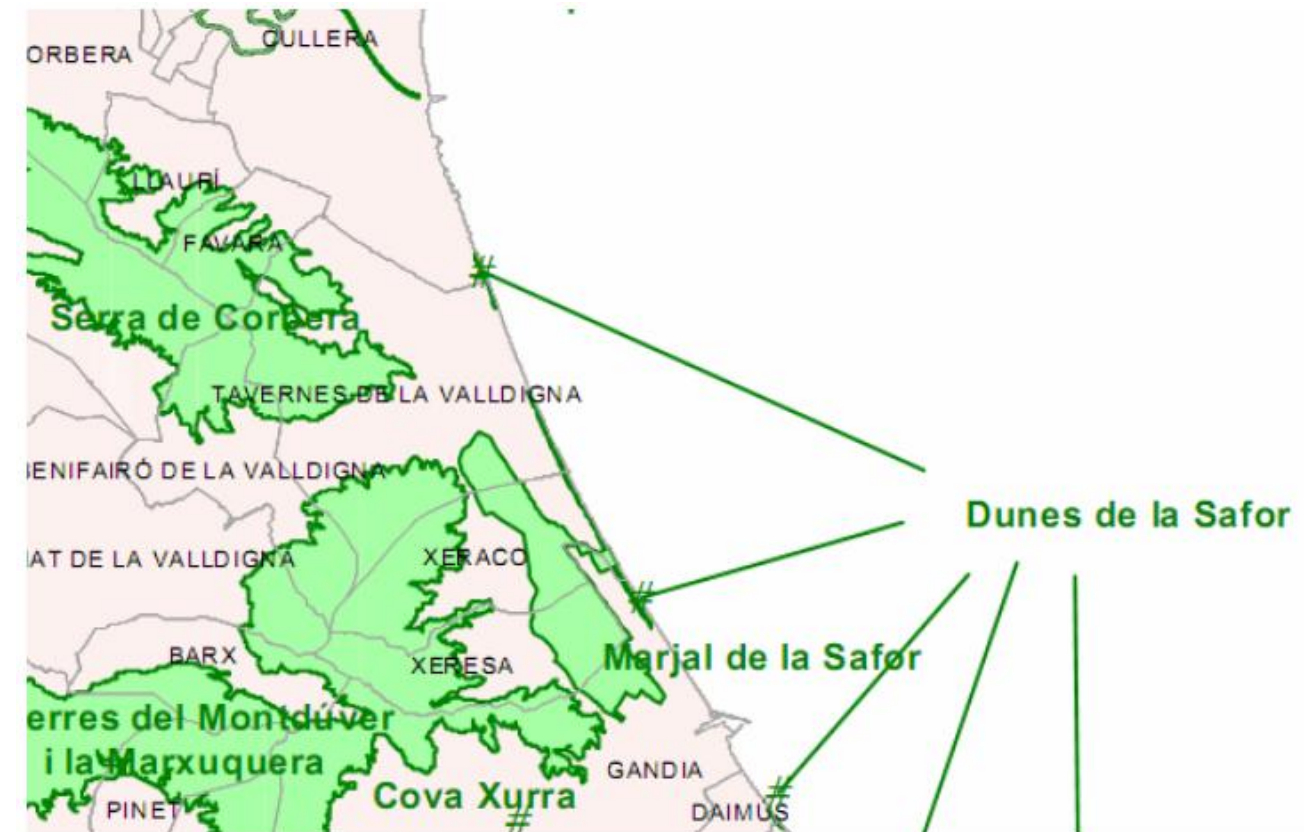 CULLERA
ORBERA
LLAURÍ
FAVARA
Serra de Corbera
TAVERNES DE LA VALLDIGNA
BENIFAIRÓ DE LA VALLDIGNA
Dunes de la Safor
XERACO
AT DE LA VALLDIGNA
BARX
XERESA
Marjal de la Safor
erres del Montdúver
i la Marxuquera
GANDIA
Cova Xurra
PINET
DAIMÚS